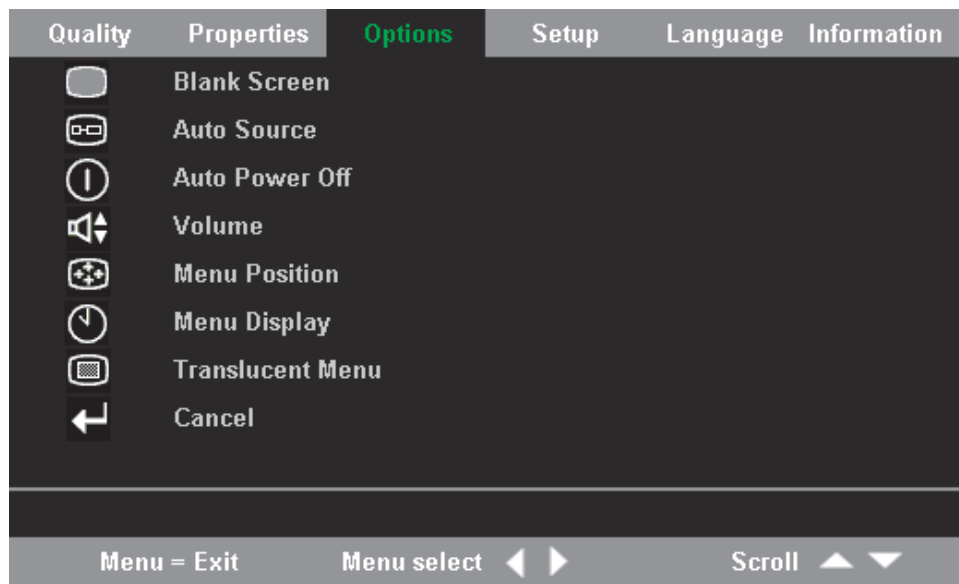 Quality Properties Options Setup Language Information
Blank Screen
Auto Source
Auto Power Off
Volume
Menu Position
Menu Display
Translucent Menu
Cancel
Menu = Exit Menu select Scroll